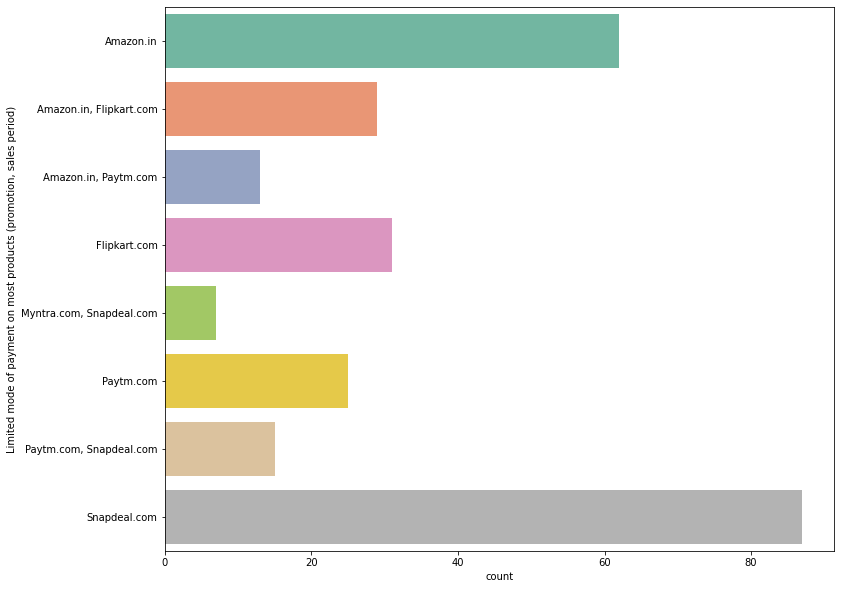 Limited mode of payment on most products (promotion, sales period)
Amazon.in
Amazon.in, Flipkart.com
Amazon.in, Paytm.com
Flipkart.com
Myntra.com, Snapdeal.com
Paytm.com
Paytm.com, Snapdeal.com
Snapdeal.com
0 20 40 60 80
count